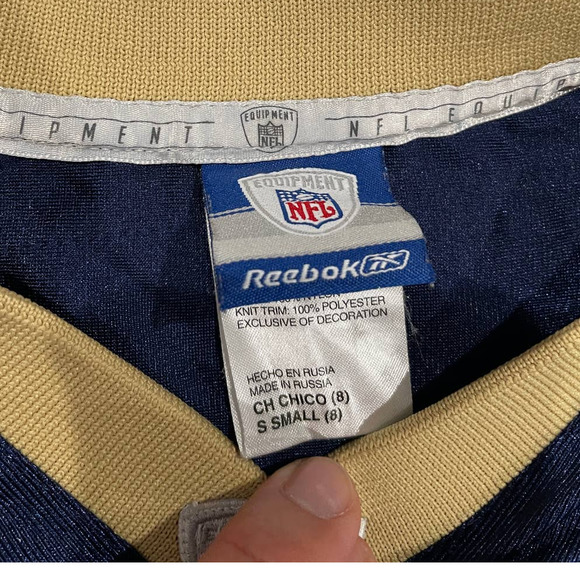 IPMENT
EQUIPMENT
NFL
NFL EQUIP
EQUIPMENT
NFL
Reebok
KNIT TRIM: 100% POLYESTER
EXCLUSIVE OF DECORATION
HECHO EN RUSIA
MADE IN RUSSIA
CH CHICO (8)
S SMALL (8)